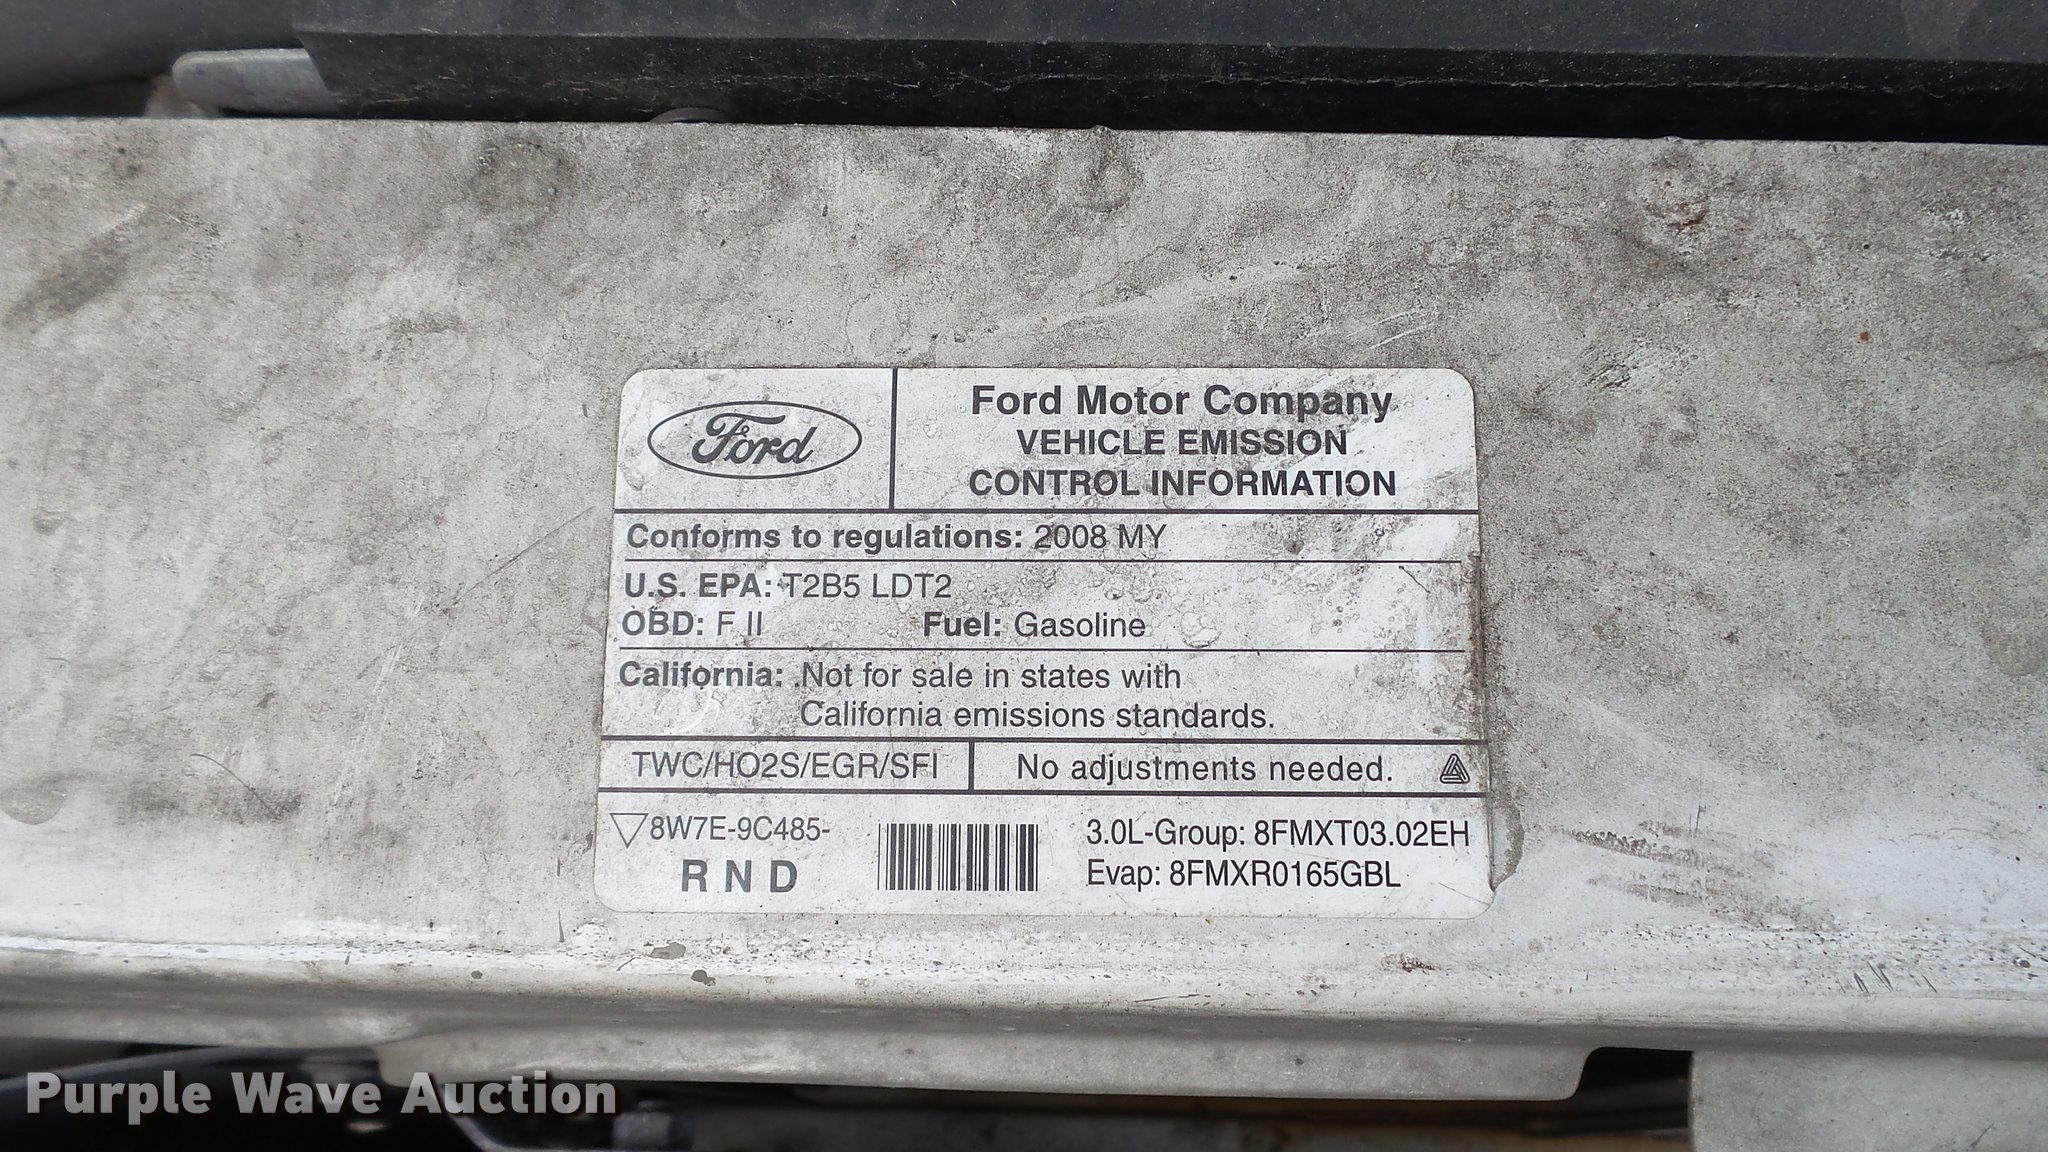 Ford
Ford Motor Company
VEHICLE EMISSION
CONTROL INFORMATION
Conforms to regulations: 2008 MY
U.S. EPA: T2B5 LDT2
OBD: F II Fuel: Gasoline
California: Not for sale in states with
California emissions standards.
TWC/HO2S/EGR/SFI
No adjustments needed.
8W7E-9C485-
R N D
3.0L-Group: 8FMXT03.02EH
Evap: 8FMXR0165GBL
Purple Wave Auction